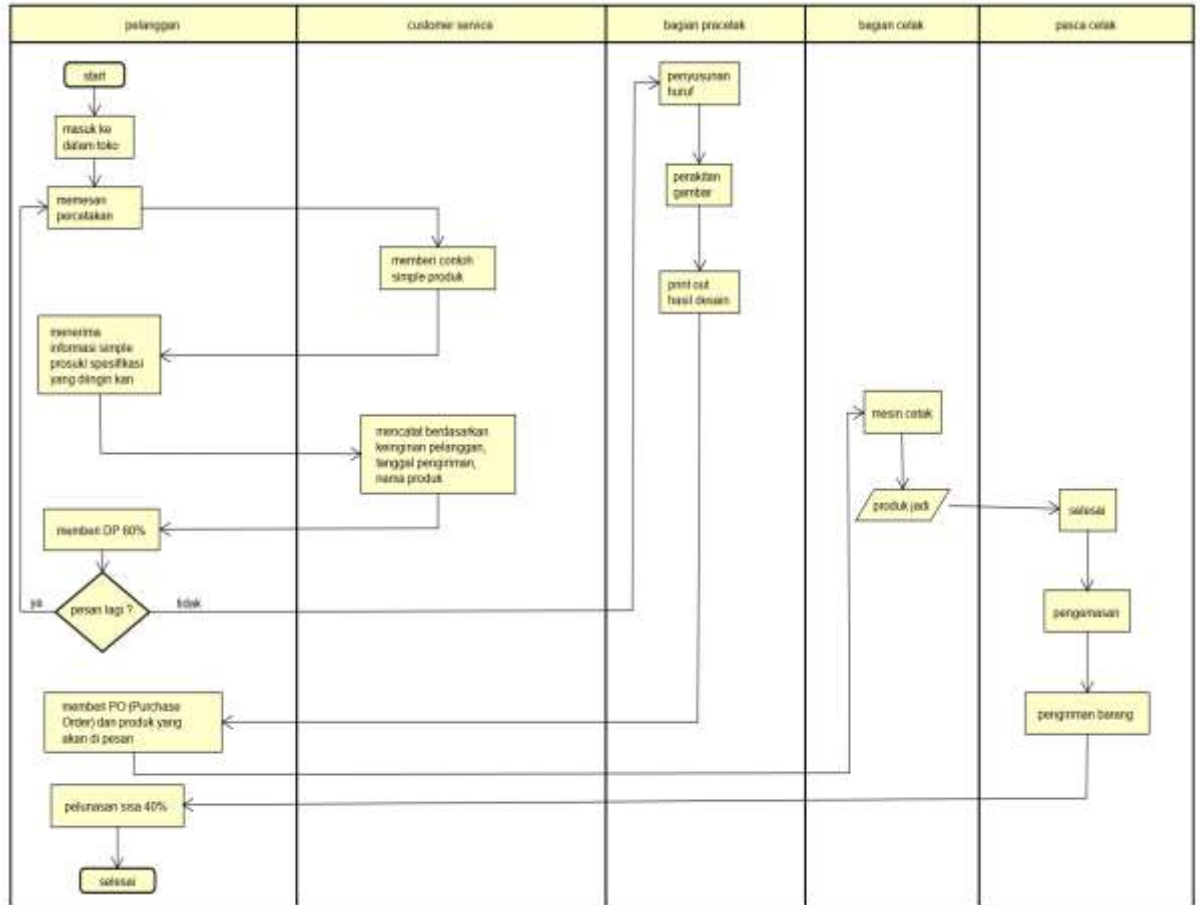 pelanggan
customer service
bagian pracetak
bagian cetak
pasca cetak
start
masuk ke
dalam toko
memesan
percetakan
memberi contoh
simple produk
menerima
informasi simple
prosuk/ spesifikasi
yang diingin kan
mencatat berdasarkan
keinginan pelanggan,
tanggal pengiriman,
nama produk
memberi DP 60%
pesan lagi ?
ya
tidak
penyusunan
huruf
perakitan
gambar
print out
hasil desain
memberi PO (Purchase
Order) dan produk yang
akan di pesan
mesin cetak
produk jadi
selesai
pengemasan
pengiriman barang
pelunasan sisa 40%
selesai